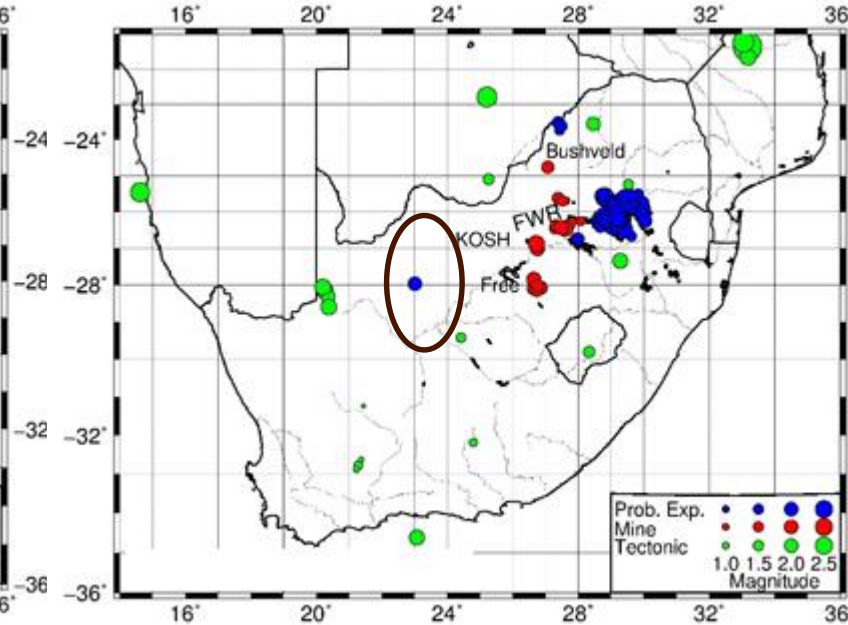 16° 20° 24° 28° 32° 36°
−24 −24°
Bushveld
FWR
KOSH
−28 −28°
Free
−32 −32°
Prob. Exp.
Mine
Tectonic
1.0 1.5 2.0 2.5
Magnitude
−36 −36°
6° 16° 20° 24° 28° 32° 36